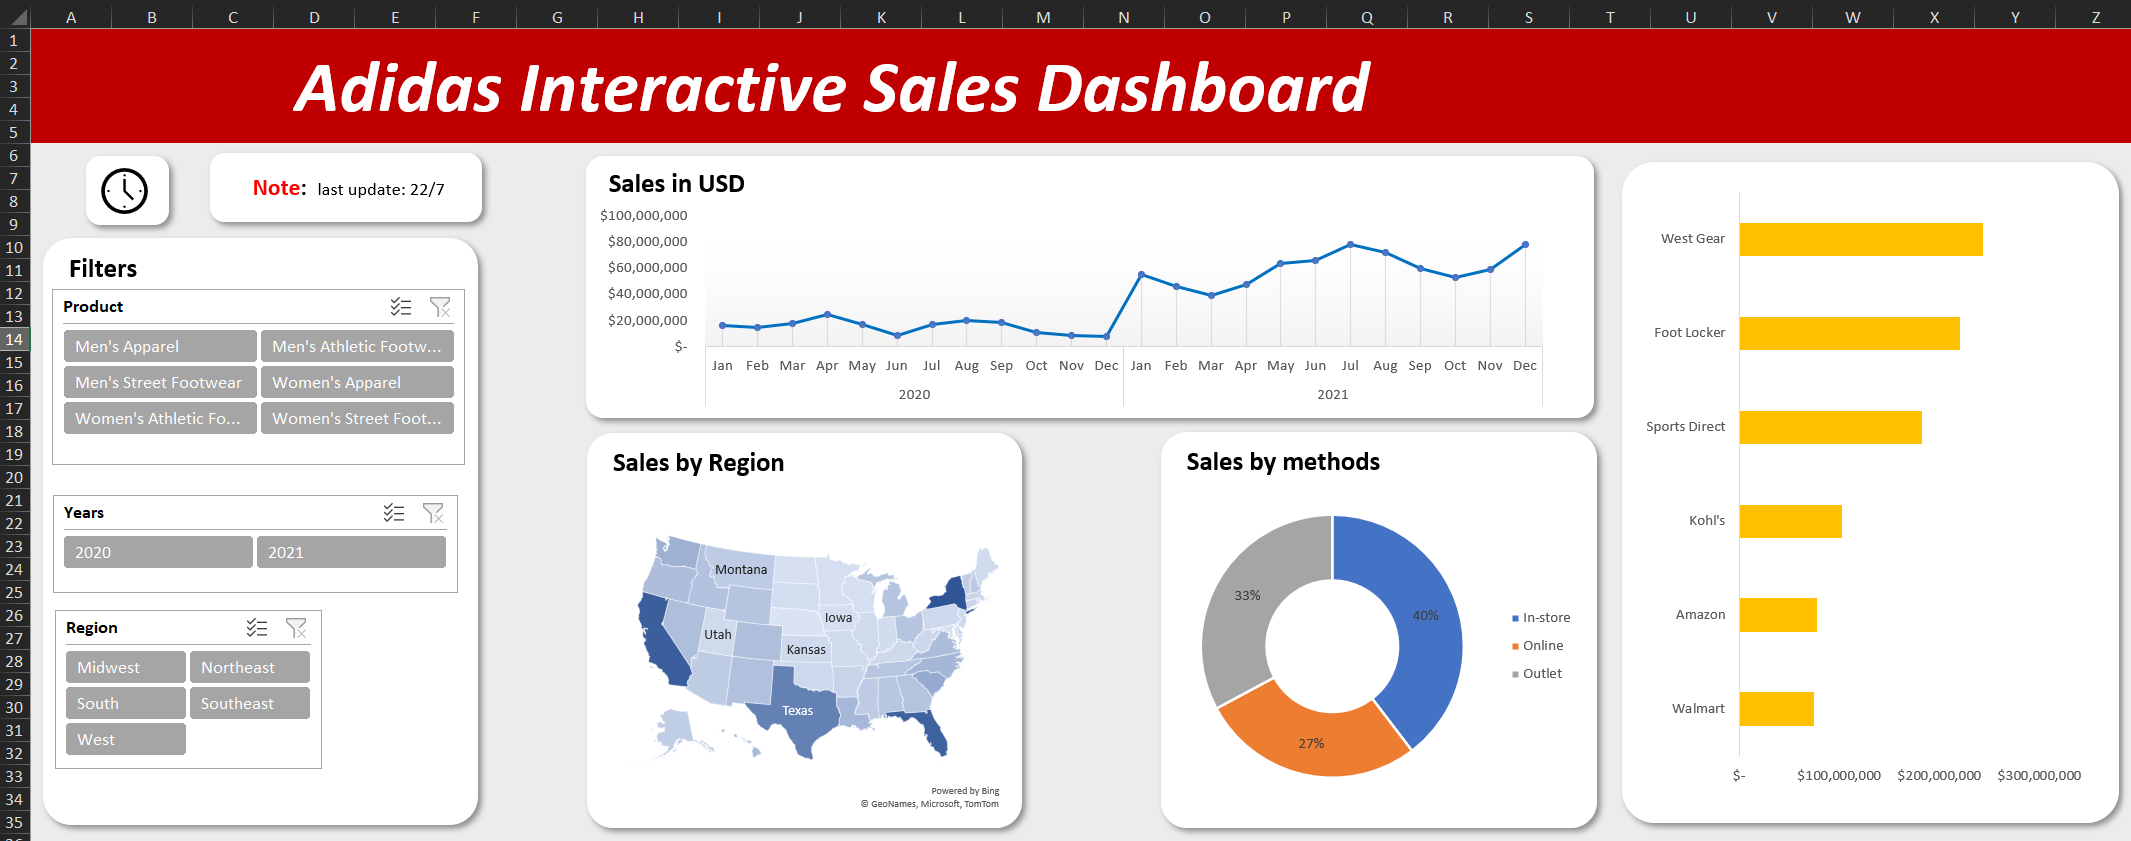 A B C D E F G H I J K L M N O P Q R S T U V W X Y Z
1
2
3
4
5
6
7
8
9
10
11
12
13
14
15
16
17
18
19
20
21
22
23
24
25
26
27
28
29
30
31
32
33
34
35
Adidas Interactive Sales Dashboard
Note: last update: 22/7
Filters
Product
Men's Apparel Men's Athletic Footw...
Men's Street Footwear Women's Apparel
Women's Athletic Fo... Women's Street Foot...
Years
2020 2021
Region
Midwest Northeast
South Southeast
West
Sales in USD
$100,000,000
$80,000,000
$60,000,000
$40,000,000
$20,000,000
$-
Jan Feb Mar Apr May Jun Jul Aug Sep Oct Nov Dec Jan Feb Mar Apr May Jun Jul Aug Sep Oct Nov Dec
2020 2021
Sales by Region
Montana
Iowa
Utah
Kansas
Texas
Powered by Bing
© GeoNames, Microsoft, TomTom
Sales by methods
33%
40%
27%
In-store
Online
Outlet
West Gear
Foot Locker
Sports Direct
Kohl's
Amazon
Walmart
$- $100,000,000 $200,000,000 $300,000,000